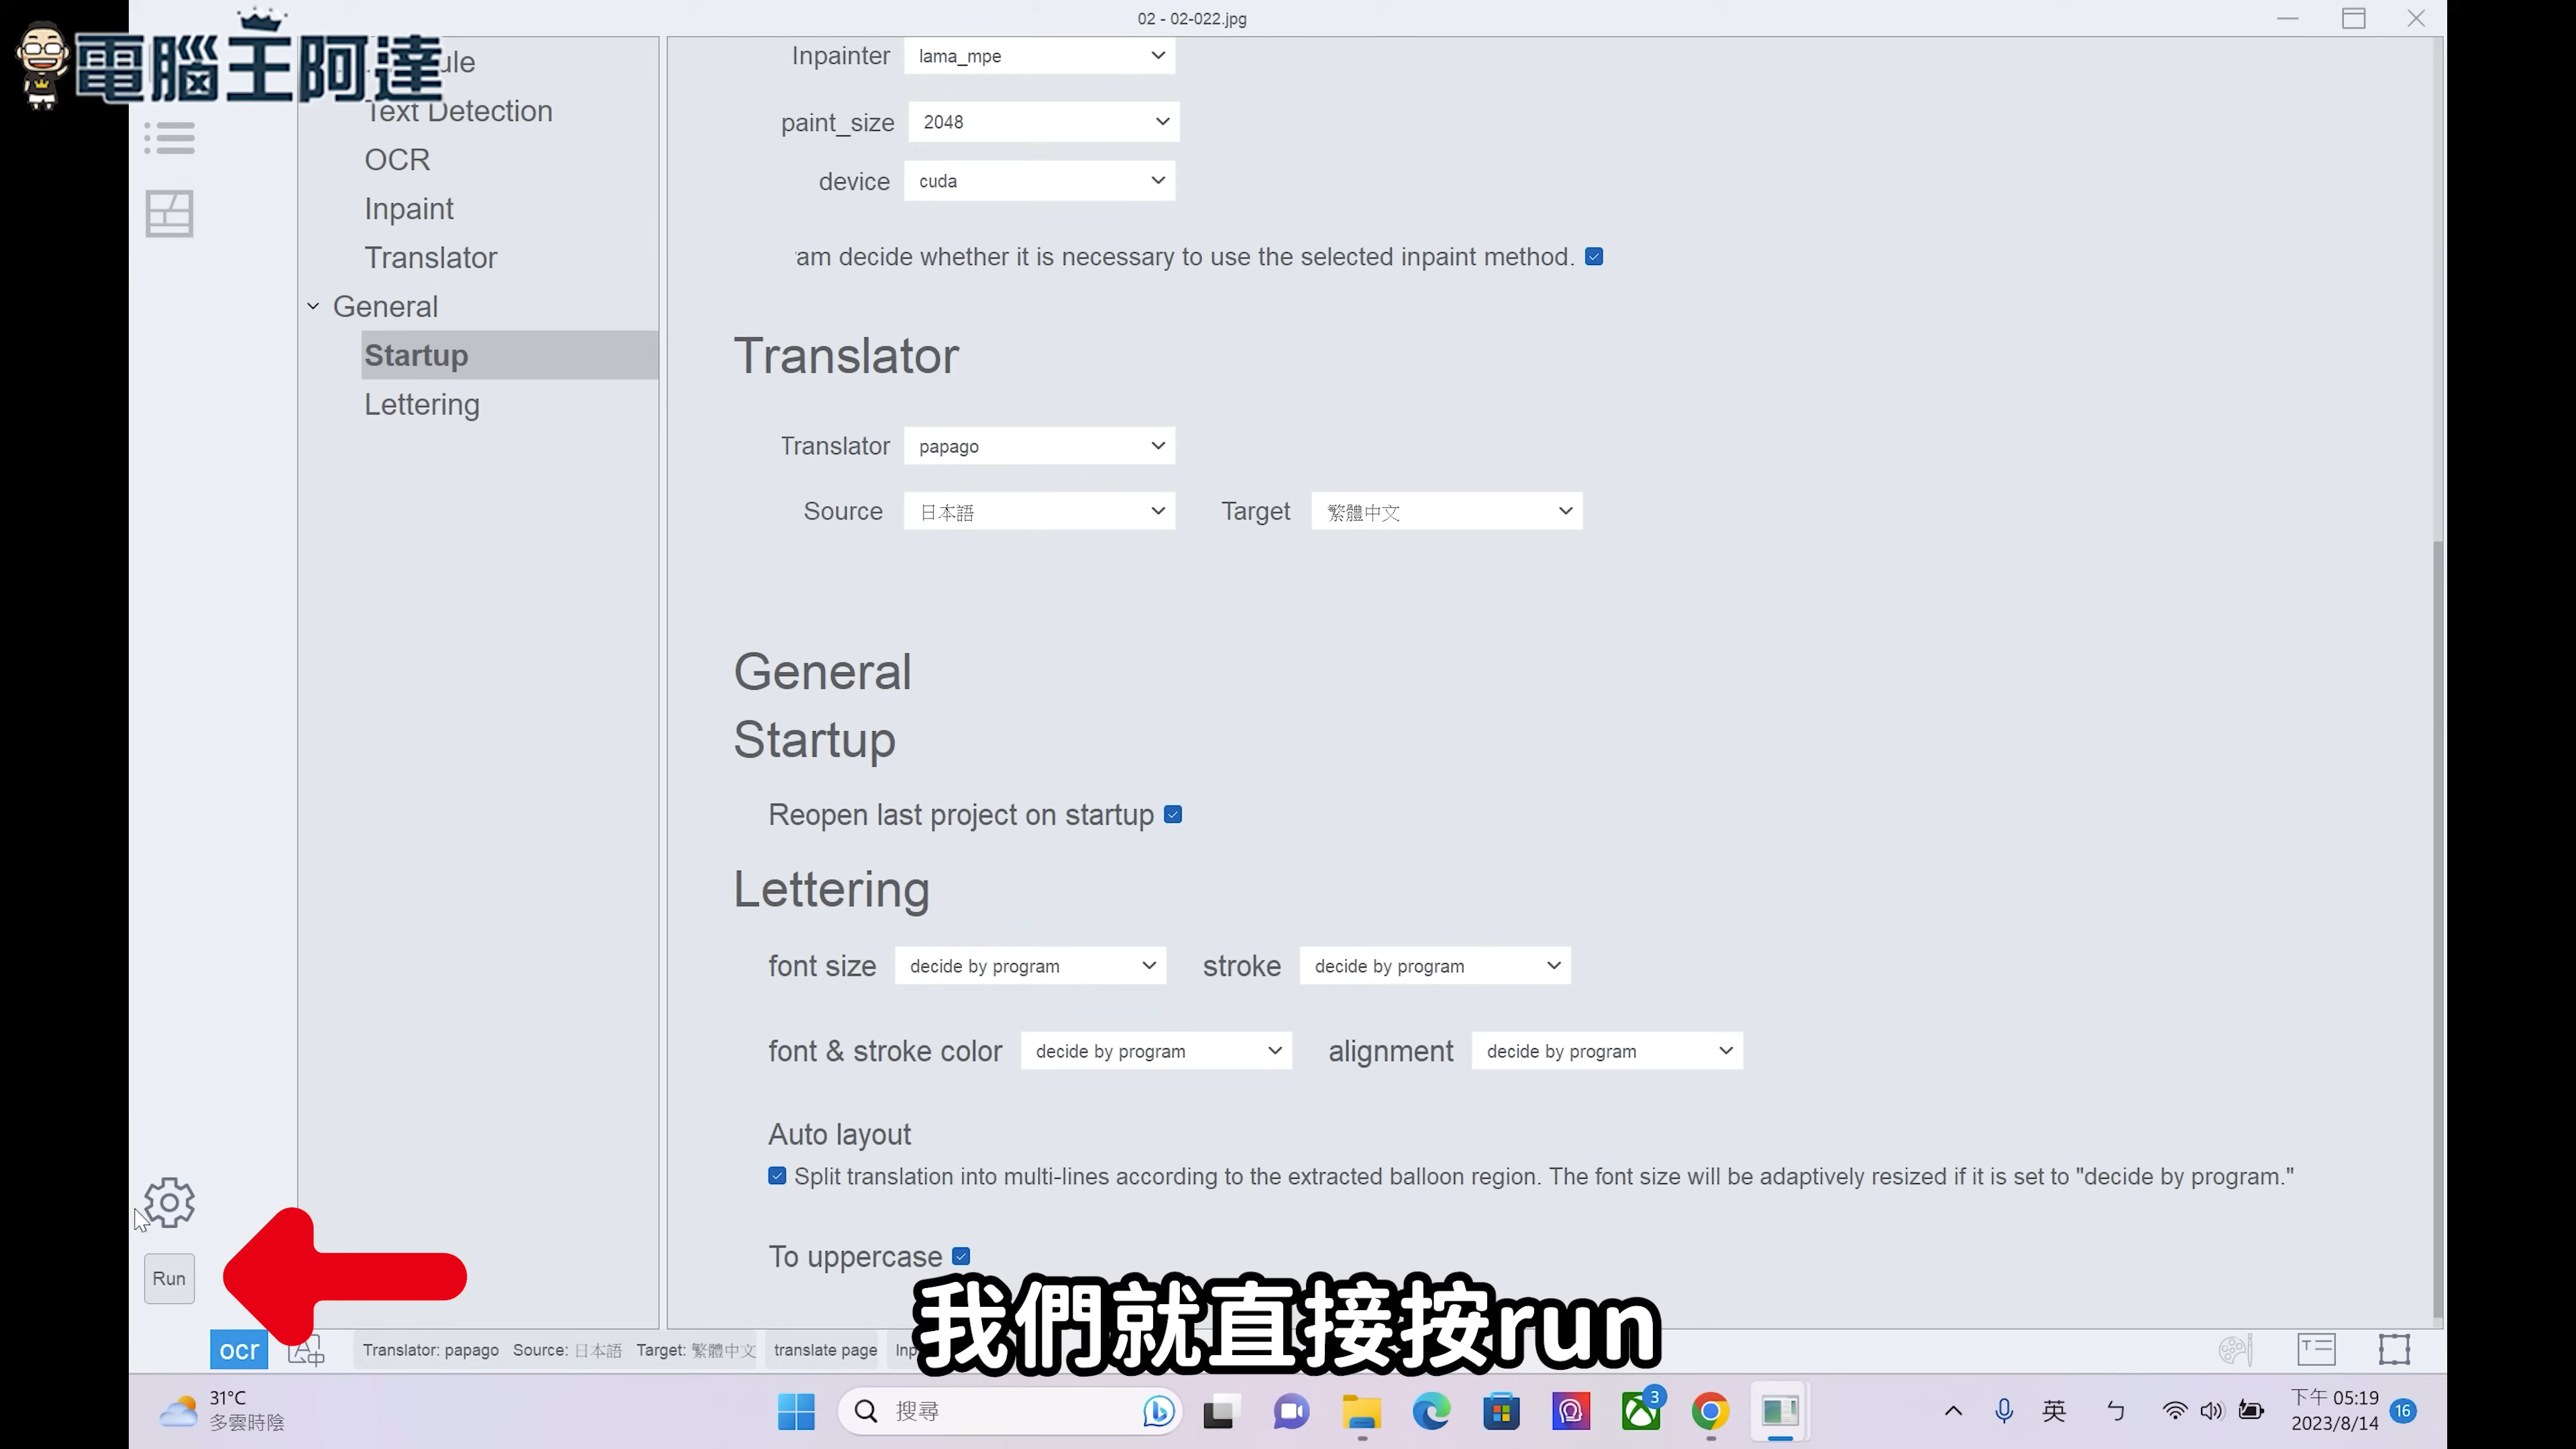 02 - 02-022.jpg
電腦王阿達
ule
Text Detection
OCR
Inpaint
Translator
General
Startup
Lettering
Inpainter lama_mpe
paint_size 2048
device cuda
am decide whether it is necessary to use the selected inpaint method.
Translator
Translator papago
Source 日本語 Target 繁體中文
General
Startup
Reopen last project on startup
Lettering
font size decide by program stroke decide by program
font & stroke color decide by program alignment decide by program
Auto layout
Split translation into multi-lines according to the extracted balloon region. The font size will be adaptively resized if it is set to "decide by program."
To uppercase
Run
我們就直接按run
ocr Translator: papago Source: 日本語 Target: 繁體中文 translate page Inp
31°C
多雲時陰
搜尋
3
英
ㄅ
下午 05:19
2023/8/14
16